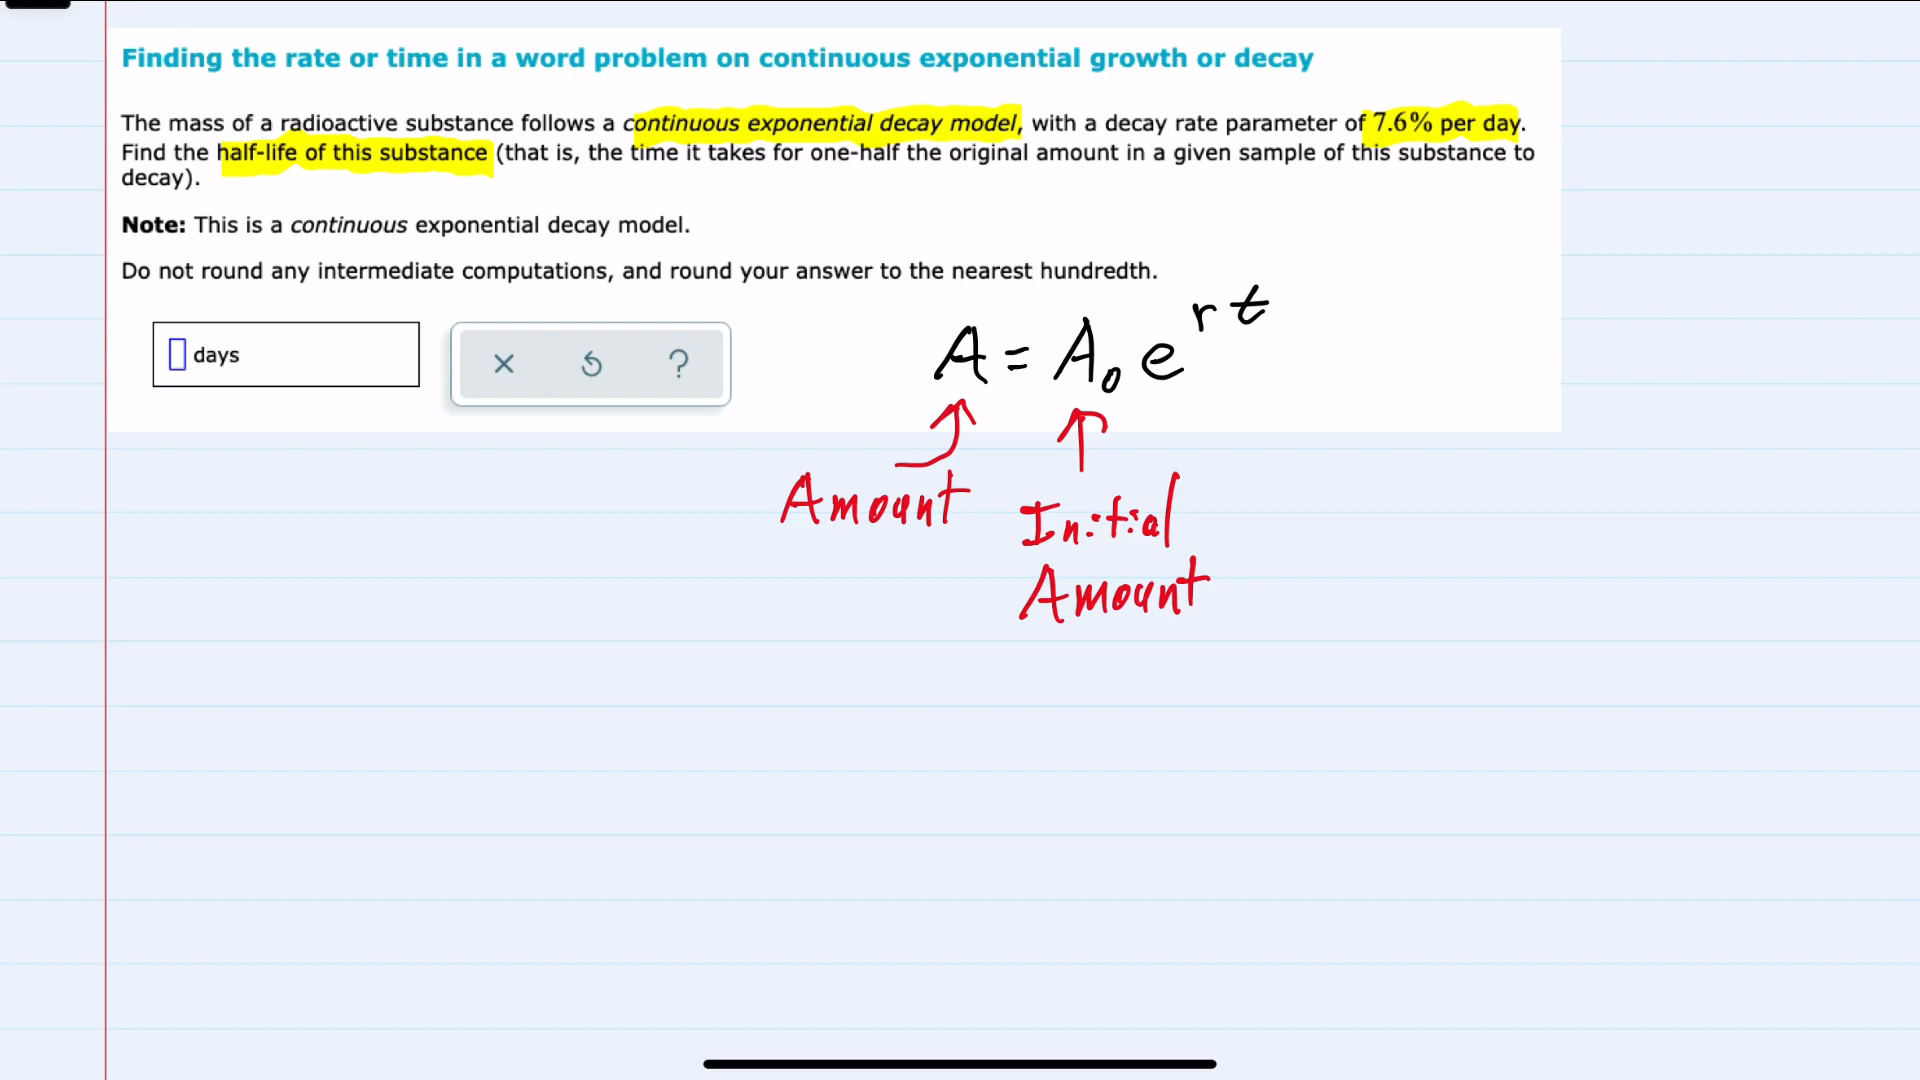 Finding the rate or time in a word problem on continuous exponential growth or decay
The mass of a radioactive substance follows a continuous exponential decay model, with a decay rate parameter of 7.6% per day.
Find the half-life of this substance (that is, the time it takes for one-half the original amount in a given sample of this substance to
decay).
Note: This is a continuous exponential decay model.
Do not round any intermediate computations, and round your answer to the nearest hundredth.
days
?
A = A₀ e^{rt}
Amount
Initial
Amount